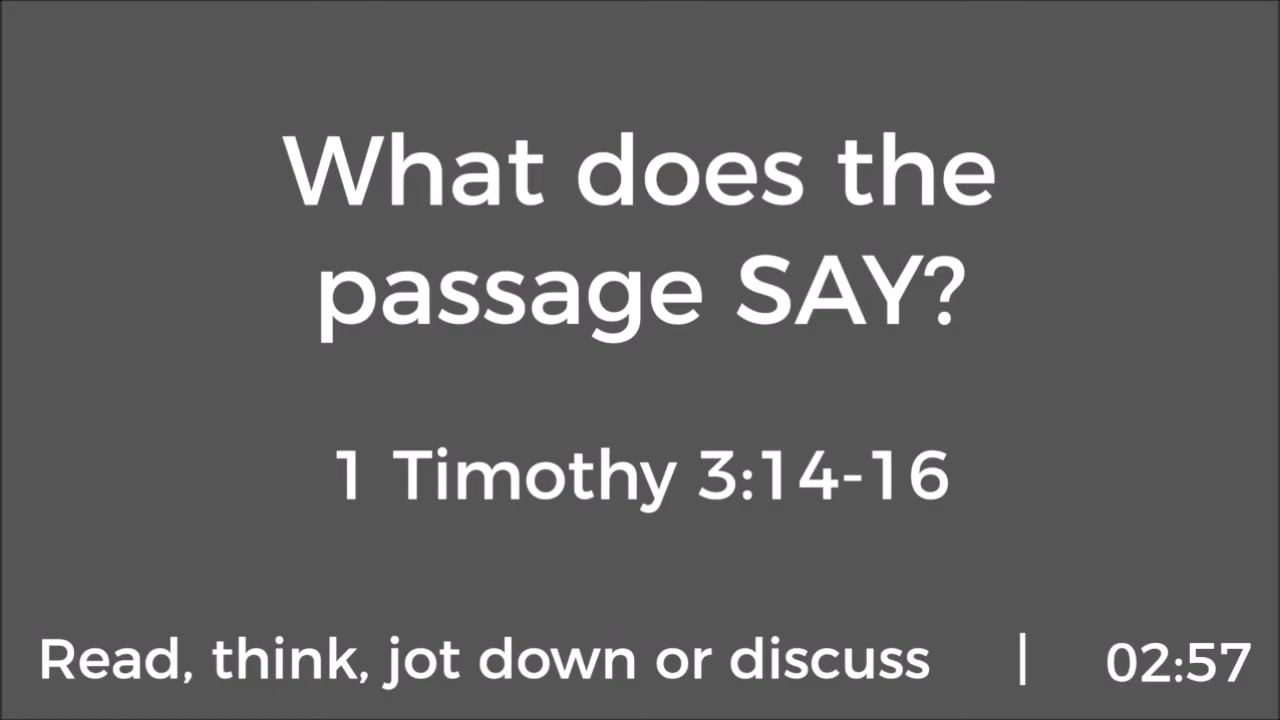 What does the
passage SAY?
1 Timothy 3:14-16
Read, think, jot down or discuss | 02:57